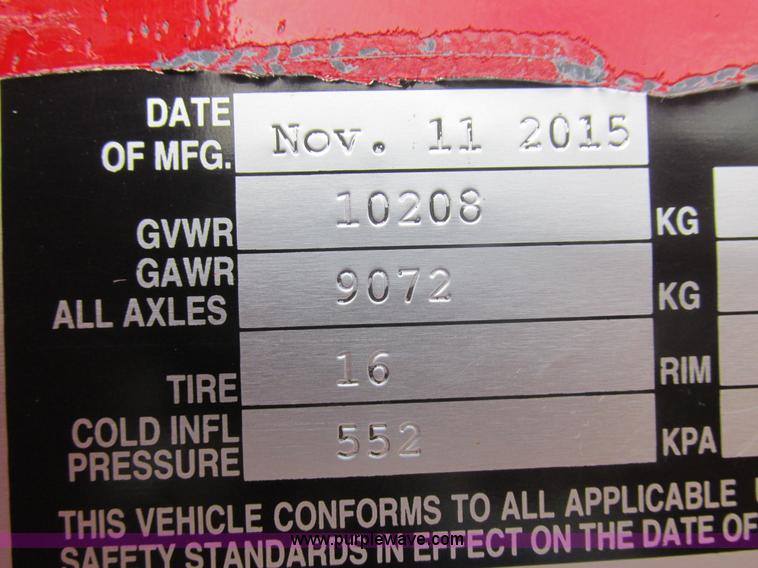 DATE OF MFG. Nov. 11 2015
GVWR 10208 KG
GAWR ALL AXLES 9072 KG
TIRE 16 RIM
COLD INFL PRESSURE 552 KPA
THIS VEHICLE CONFORMS TO ALL APPLICABLE
SAFETY STANDARDS IN EFFECT ON THE DATE OF
www.purplewave.com